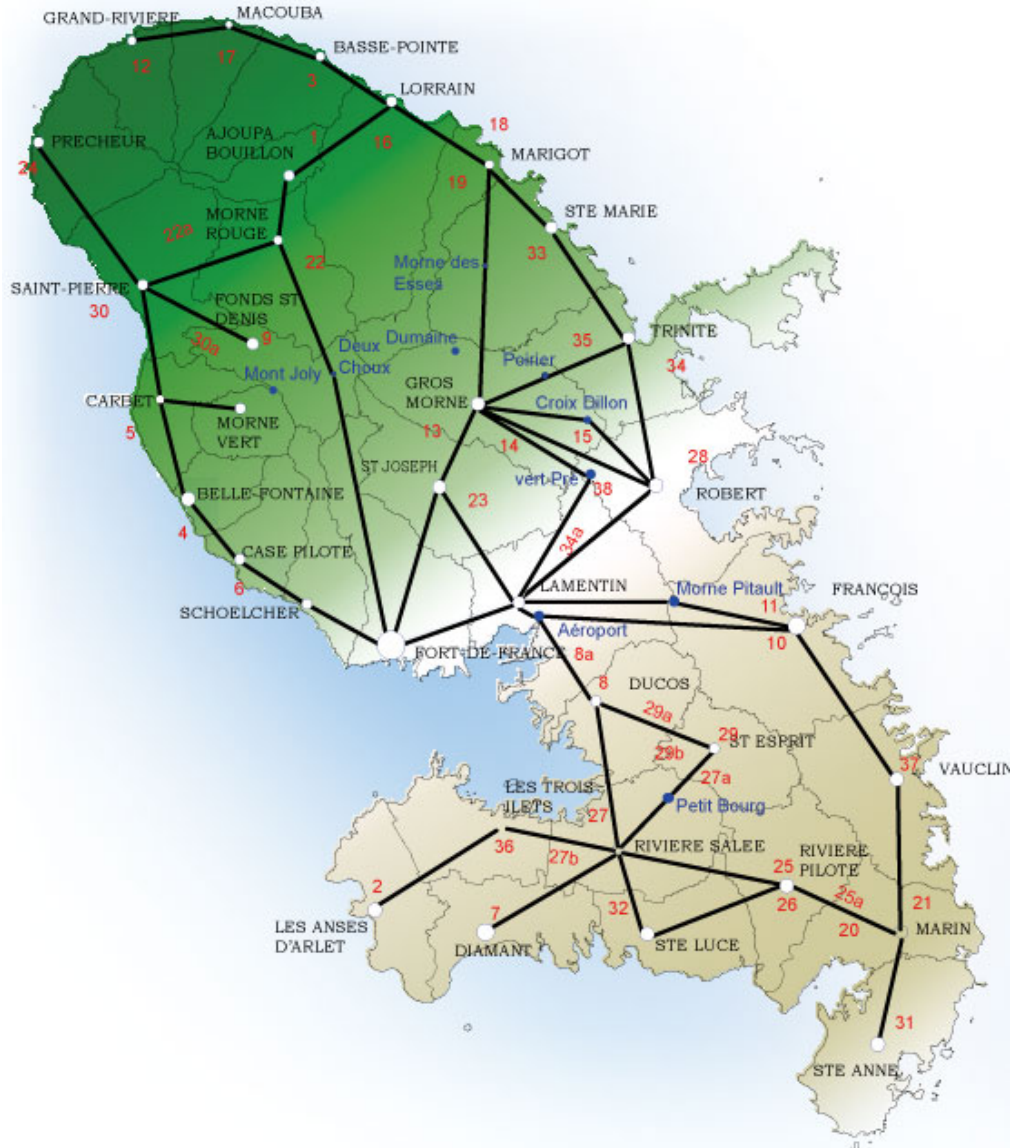 GRAND-RIVIERE
MACOUBA
12
17
BASSE-POINTE
3
LORRAIN
PRECHEUR
24
AJOUPA
BOUILLON
1
16
18
MARIGOT
19
MORNE
ROUGE
22a
22
STE MARIE
33
Morne des
Esses
SAINT-PIERRE
30
FONDS ST
DENIS
30a
9
Deux
Choux
Dumaine
TRINITE
35
34
Mont Joly
Poirier
GROS
MORNE
CARBET
5
MORNE
VERT
13
14
Croix Dillon
15
28
ST JOSEPH
23
vert-Pré
38
ROBERT
BELLE-FONTAINE
4
34a
CASE PILOTE
6
SCHOELCHER
LAMENTIN
Morne Pitault
FRANÇOIS
11
10
FORT-DE-FRANCE
Aéroport
8a
8
DUCOS
29a
29
29b
ST ESPRIT
27a
37
VAUCLIN
LES TROIS-
ILETS
27
Petit Bourg
36
27b
RIVIERE SALEE
25
RIVIERE
PILOTE
2
25a
26
21
LES ANSES
D'ARLET
7
DIAMANT
32
STE LUCE
20
MARIN
31
STE ANNE